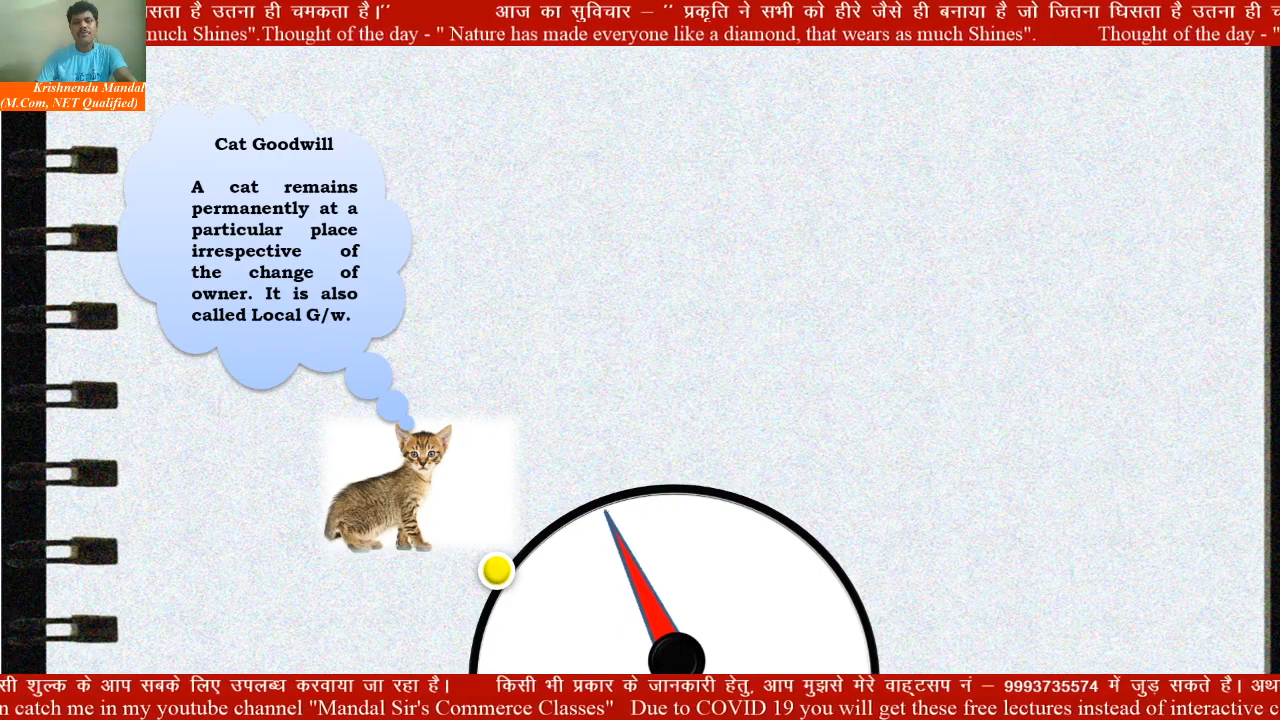 सता है उतना ही चमकता है।’’ आज का सुविचार – ‘‘ प्रकृति ने सभी को हीरे जैसे ही बनाया है जो जितना घिसता है उतना ही च
much Shines".Thought of the day - " Nature has made everyone like a diamond, that wears as much Shines". Thought of the day - "
Krishnendu Mandal
(M.Com, NET Qualified)
Cat Goodwill
A cat remains
permanently at a
particular place
irrespective of
the change of
owner. It is also
called Local G/w.
सी शुल्क के आप सबके लिए उपलब्ध करवाया जा रहा है। किसी भी प्रकार के जानकारी हेतु, आप मुझसे मेरे वाह्टसप नं – 9993735574 में जुड़ सकते है। अथ
n catch me in my youtube channel "Mandal Sir's Commerce Classes" Due to COVID 19 you will get these free lectures instead of interactive c